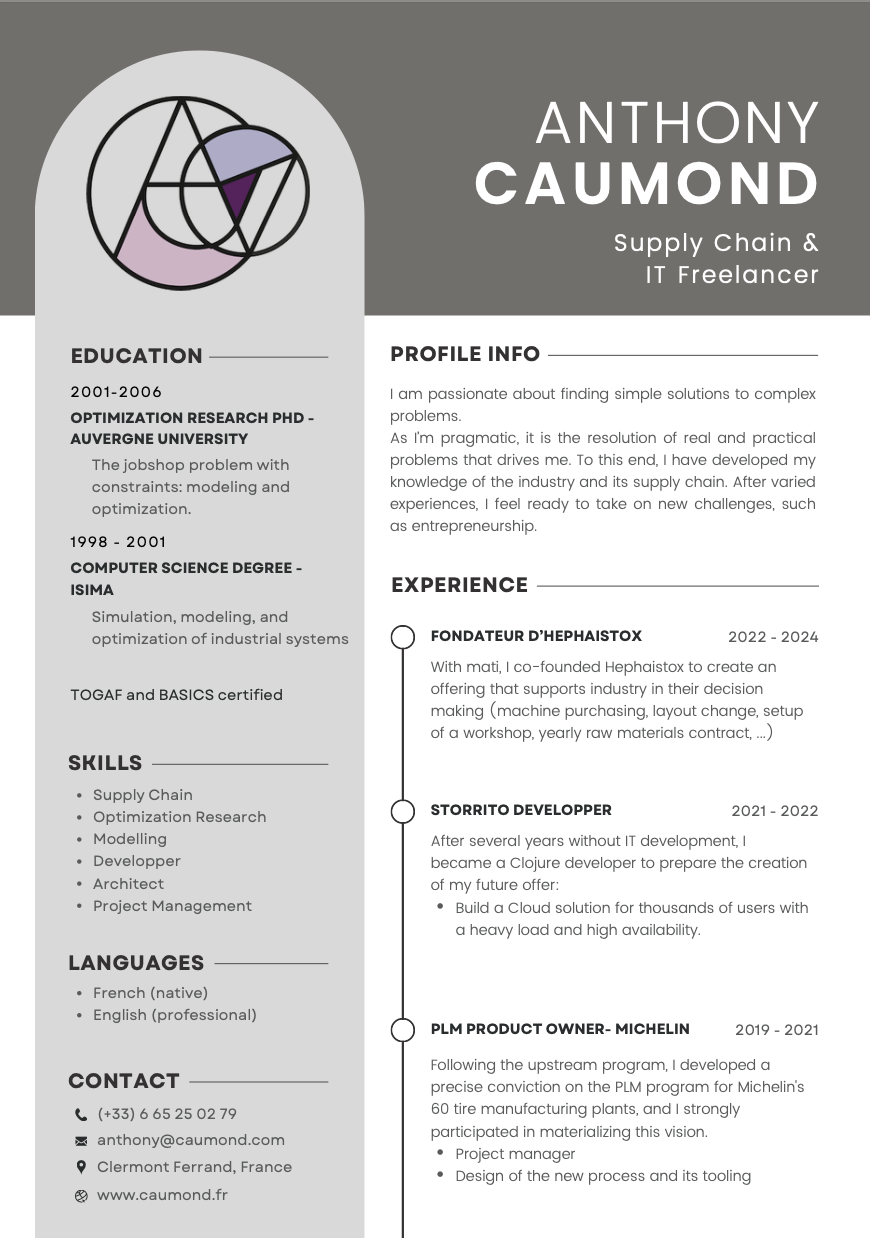 ANTHONY
CAUMOND
Supply Chain &
IT Freelancer
EDUCATION
2001-2006
OPTIMIZATION RESEARCH PHD -
AUVERGNE UNIVERSITY
The jobshop problem with
constraints: modeling and
optimization.
1998 - 2001
COMPUTER SCIENCE DEGREE -
ISIMA
Simulation, modeling, and
optimization of industrial systems
TOGAF and BASICS certified
SKILLS
• Supply Chain
• Optimization Research
• Modelling
• Developper
• Architect
• Project Management
LANGUAGES
• French (native)
• English (professional)
CONTACT
(+33) 6 65 25 02 79
anthony@caumond.com
Clermont Ferrand, France
www.caumond.fr
PROFILE INFO
I am passionate about finding simple solutions to complex
problems.
As I'm pragmatic, it is the resolution of real and practical
problems that drives me. To this end, I have developed my
knowledge of the industry and its supply chain. After varied
experiences, I feel ready to take on new challenges, such
as entrepreneurship.
EXPERIENCE
FONDATEUR D'HEPHAISTOX 2022 - 2024
With mati, I co-founded Hephaistox to create an
offering that supports industry in their decision
making (machine purchasing, layout change, setup
of a workshop, yearly raw materials contract, ...)
STORRITO DEVELOPPER 2021 - 2022
After several years without IT development, I
became a Clojure developer to prepare the creation
of my future offer:
• Build a Cloud solution for thousands of users with
a heavy load and high availability.
PLM PRODUCT OWNER- MICHELIN 2019 - 2021
Following the upstream program, I developed a
precise conviction on the PLM program for Michelin's
60 tire manufacturing plants, and I strongly
participated in materializing this vision.
• Project manager
• Design of the new process and its tooling